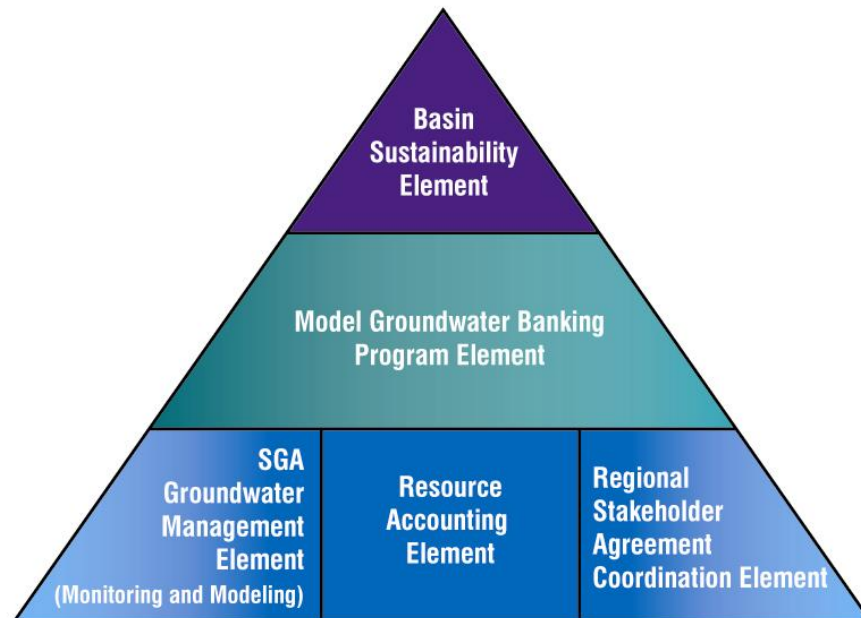 Basin
Sustainability
Element
Model Groundwater Banking
Program Element
SGA
Groundwater
Management
Element
(Monitoring and Modeling)
Resource
Accounting
Element
Regional
Stakeholder
Agreement
Coordination Element